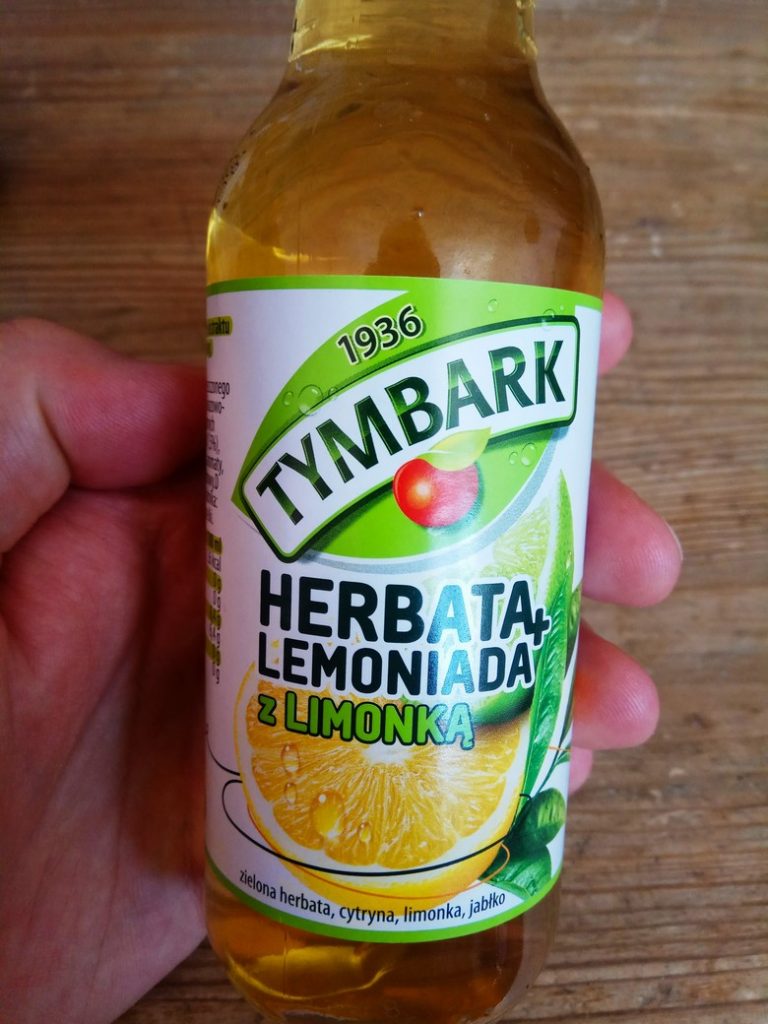 1936
TYMBARK
HERBATA+
LEMONIADA
z LIMONKĄ
zielona herbata, cytryna, limonka, jabłko